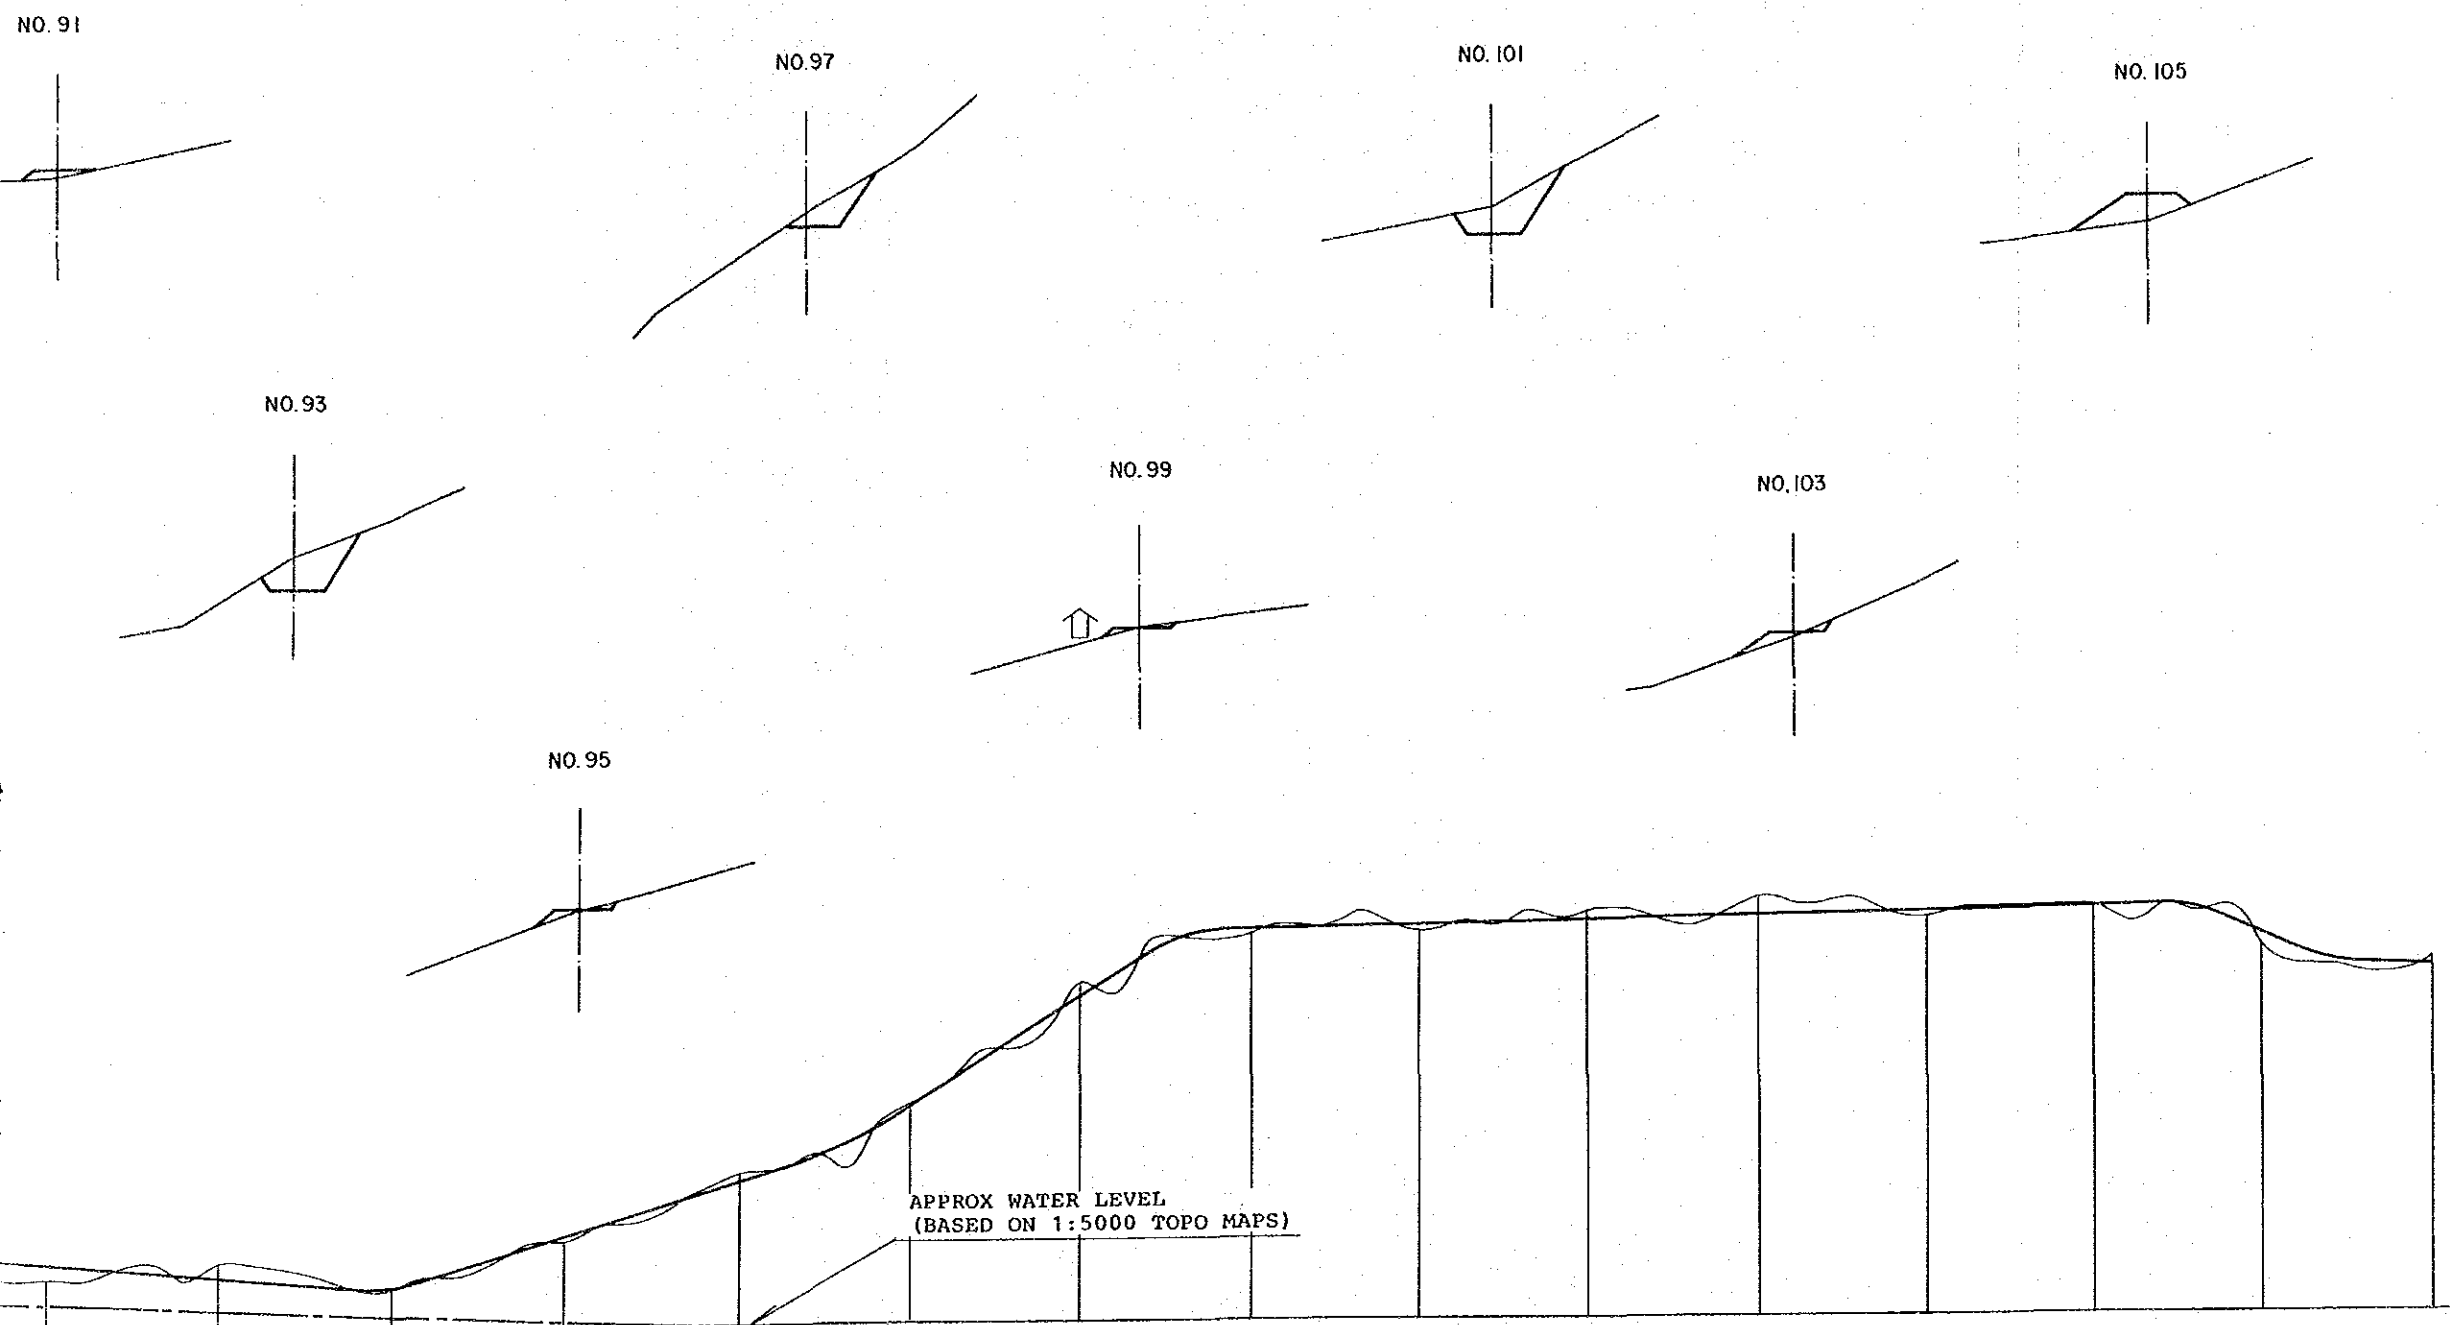 NO. 91
NO.97
NO. 101
NO. 105
NO. 93
NO. 99
NO. 103
NO. 95
APPROX WATER LEVEL
(BASED ON 1:5000 TOPO MAPS)